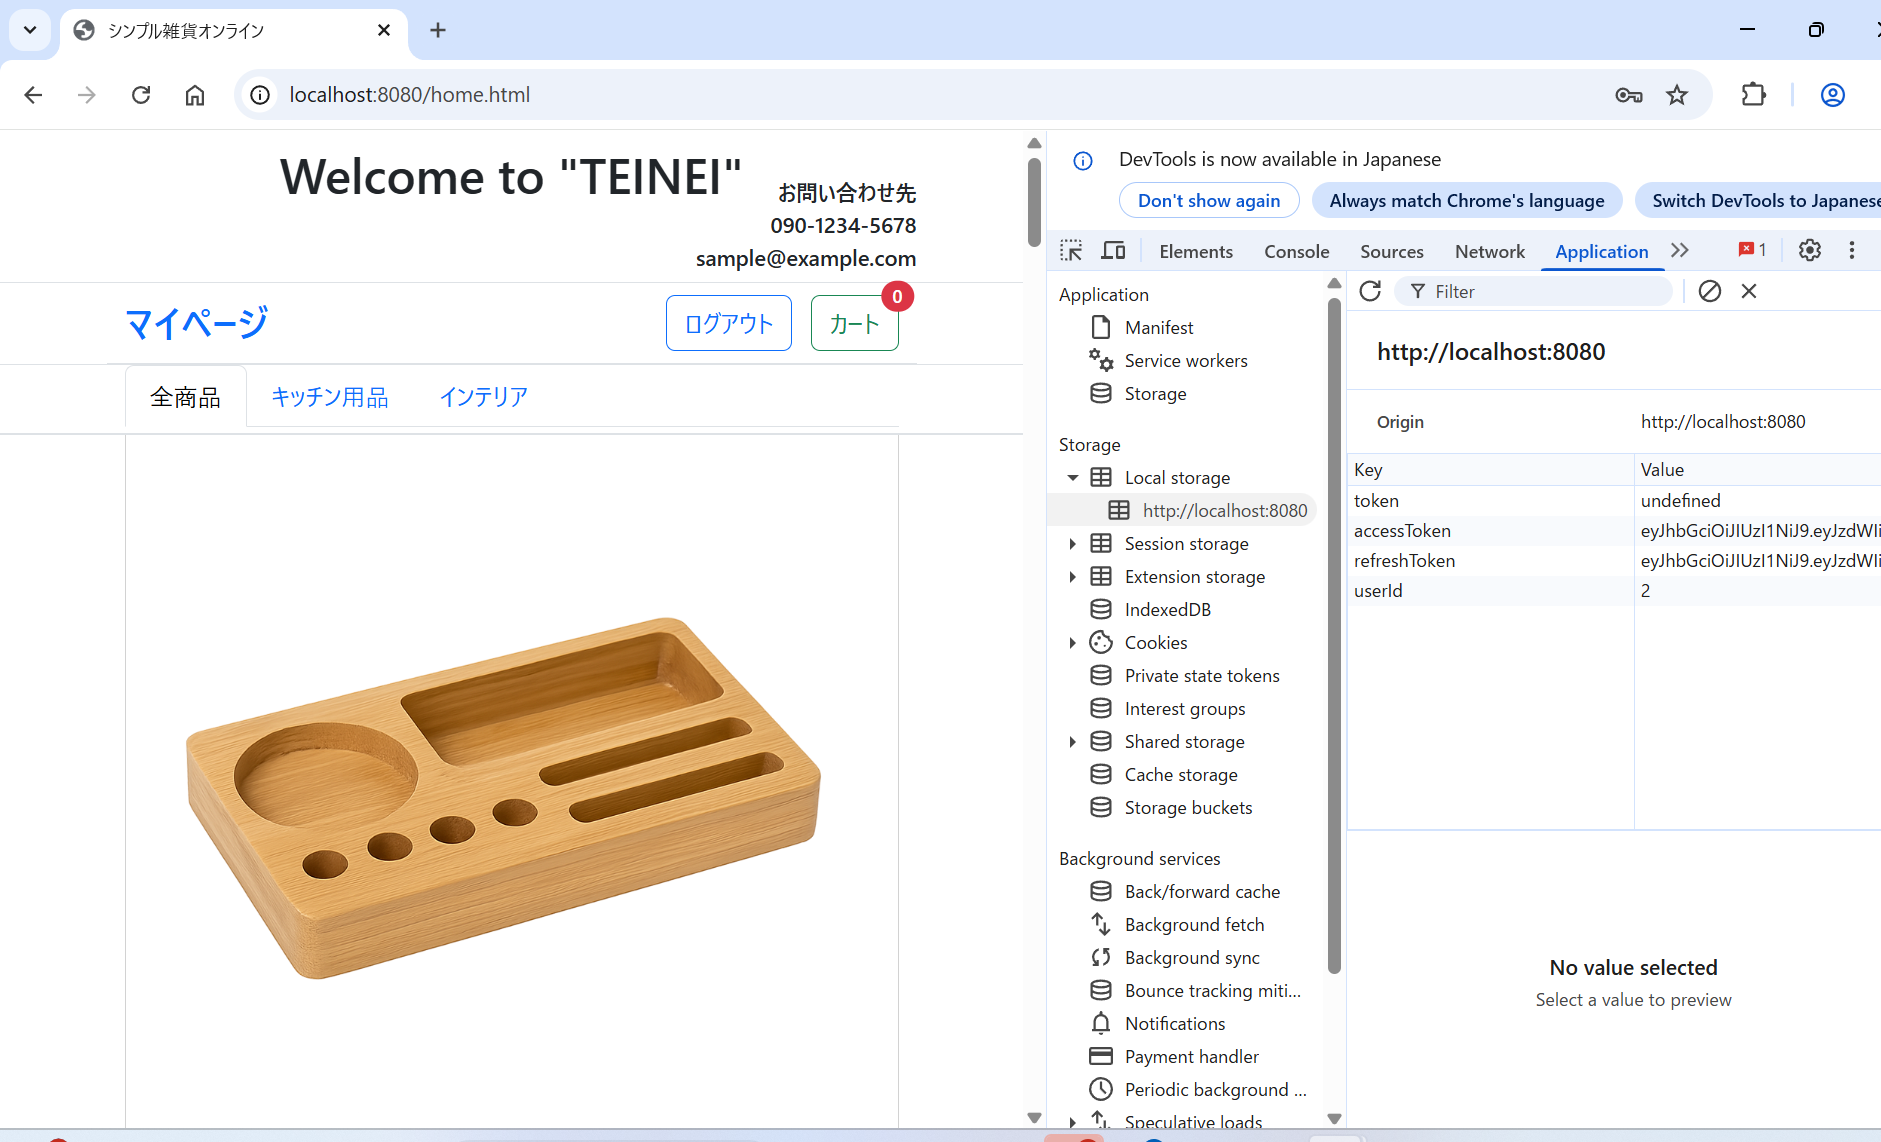 シンプル雑貨オンライン
localhost:8080/home.html
Welcome to "TEINEI"
お問い合わせ先
090-1234-5678
sample@example.com
マイページ
ログアウト
カート
0
全商品
キッチン用品
インテリア
DevTools is now available in Japanese
Don't show again
Always match Chrome's language
Switch DevTools to Japanese
Elements
Console
Sources
Network
Application
1
Application
Manifest
Service workers
Storage
Storage
Local storage
http://localhost:8080
Session storage
Extension storage
IndexedDB
Cookies
Private state tokens
Interest groups
Shared storage
Cache storage
Storage buckets
Background services
Back/forward cache
Background fetch
Background sync
Bounce tracking miti...
Notifications
Payment handler
Periodic background ...
Speculative loads
Filter
http://localhost:8080
Origin http://localhost:8080
Key Value
token undefined
accessToken eyJhbGciOiJIUzI1NiJ9.eyJzdWIi
refreshToken eyJhbGciOiJIUzI1NiJ9.eyJzdWIi
userId 2
No value selected
Select a value to preview